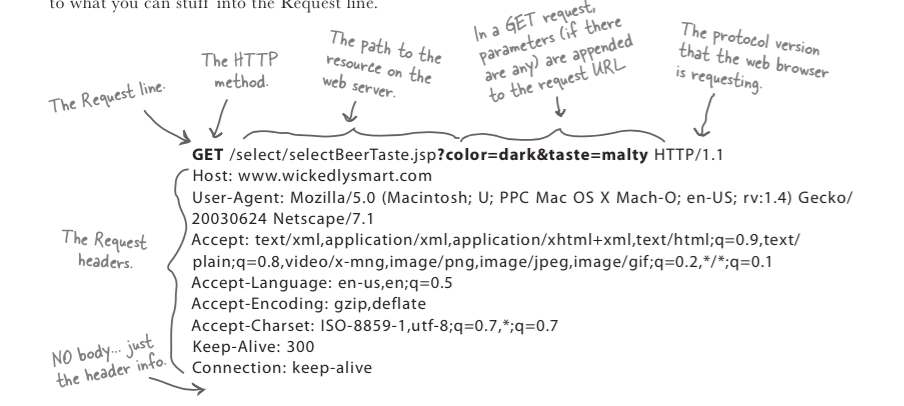 to what you can stuff into the Request line.
The Request line.
The HTTP
method.
The path to the
resource on the
web server.
In a GET request,
parameters (if there
are any) are appended
to the request URL
The protocol version
that the web browser
is requesting.
GET /select/selectBeerTaste.jsp?color=dark&taste=malty HTTP/1.1
Host: www.wickedlysmart.com
User-Agent: Mozilla/5.0 (Macintosh; U; PPC Mac OS X Mach-O; en-US; rv:1.4) Gecko/
20030624 Netscape/7.1
Accept: text/xml,application/xml,application/xhtml+xml,text/html;q=0.9,text/
plain;q=0.8,video/x-mng,image/png,image/jpeg,image/gif;q=0.2,*/*;q=0.1
Accept-Language: en-us,en;q=0.5
Accept-Encoding: gzip,deflate
Accept-Charset: ISO-8859-1,utf-8;q=0.7,*;q=0.7
Keep-Alive: 300
Connection: keep-alive
The Request
headers.
NO body... just
the header info.